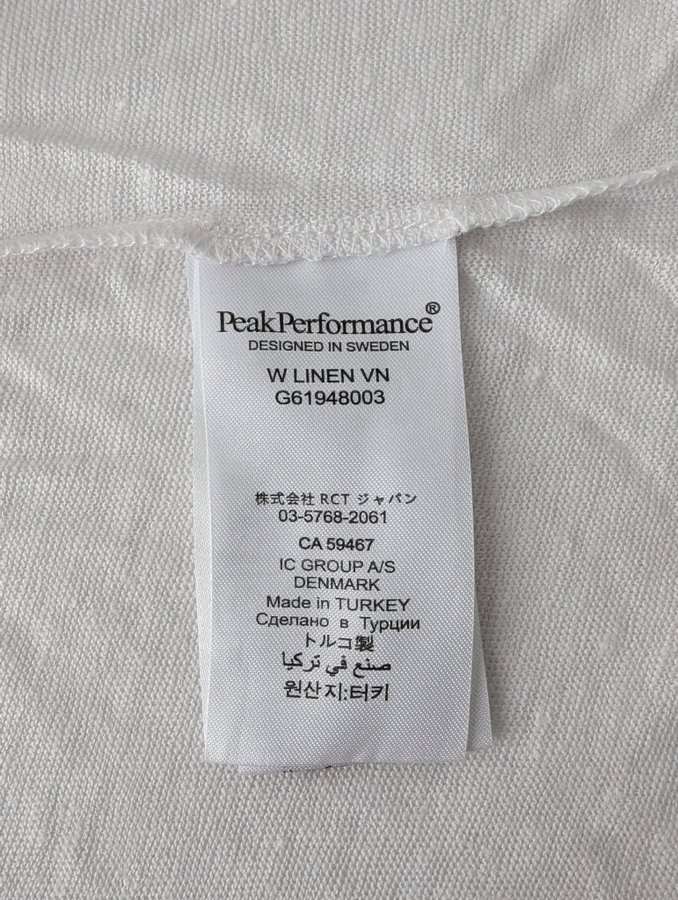 PeakPerformance®
DESIGNED IN SWEDEN
W LINEN VN
G61948003
株式会社 RCT ジャパン
03-5768-2061
CA 59467
IC GROUP A/S
DENMARK
Made in TURKEY
Сделано в Турции
トルコ製
صنع في تركيا
원산지:터키